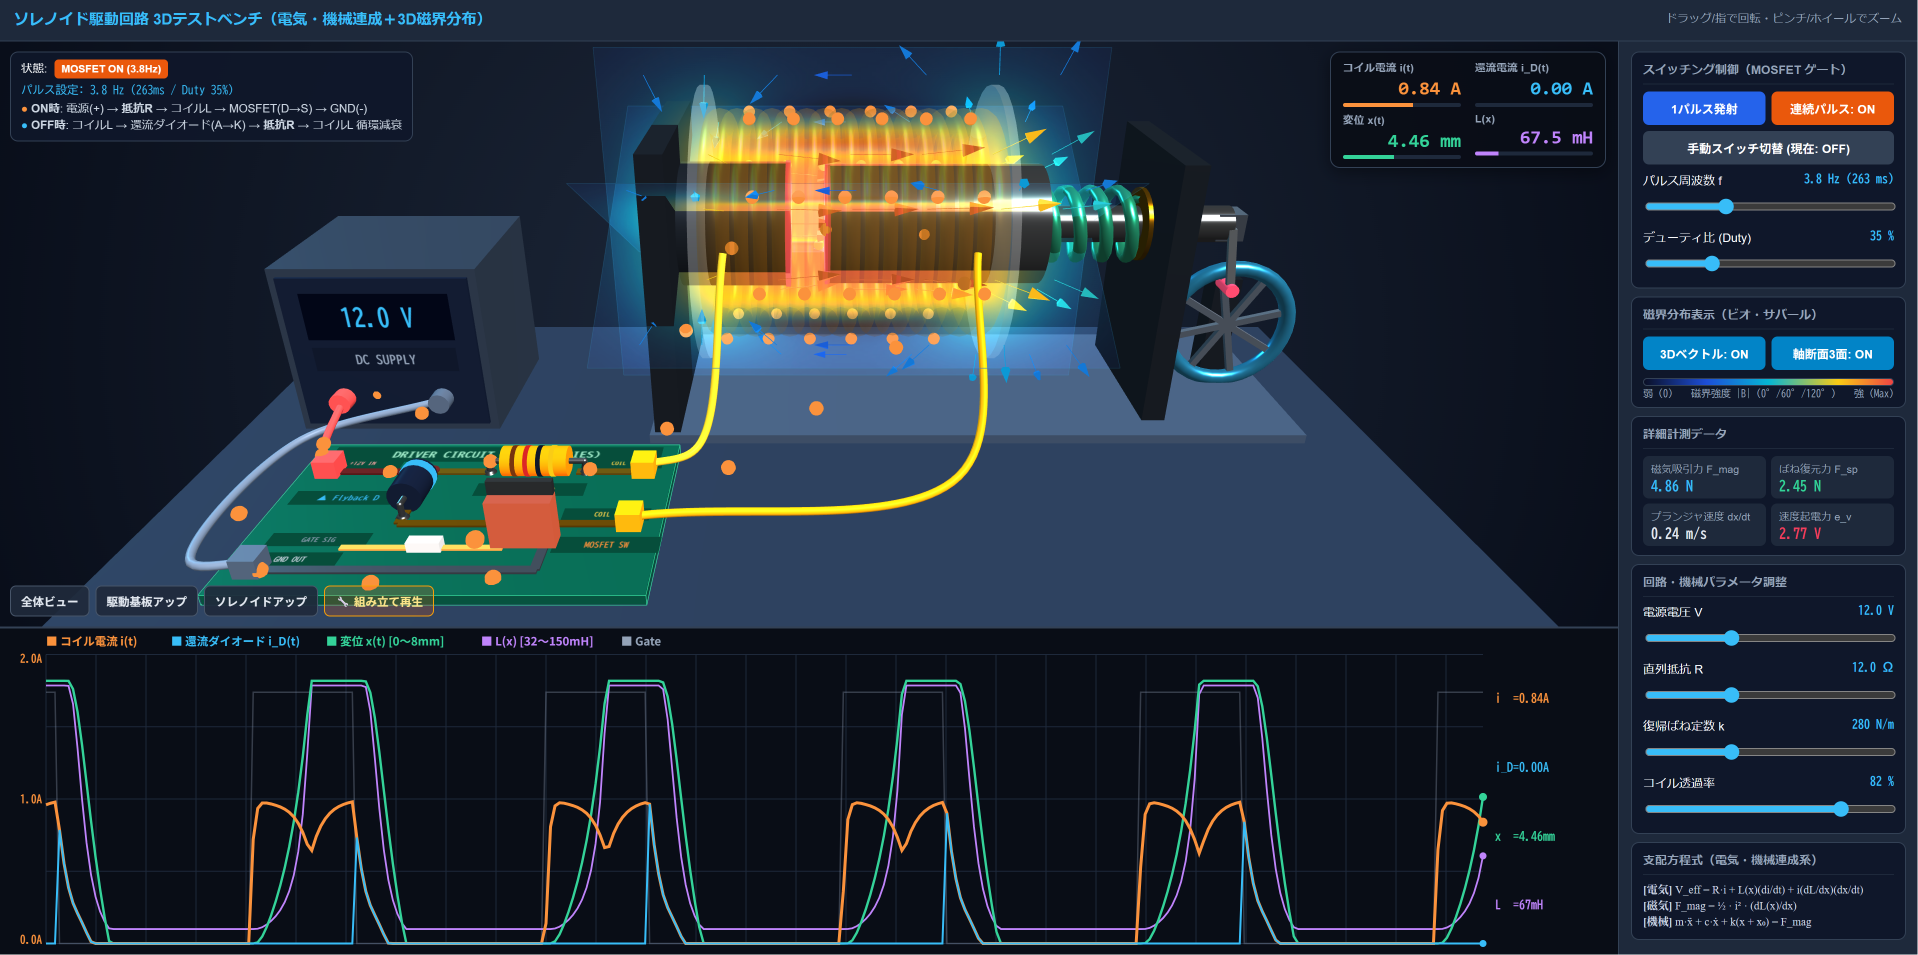 ソレノイド駆動回路 3Dテストベンチ（電気・機械連成＋3D磁界分布）
ドラッグ/指で回転・ピンチ/ホイールでズーム
状態: MOSFET ON (3.8Hz)
パルス設定: 3.8 Hz (263ms / Duty 35%)
● ON時: 電源(+) → 抵抗R → コイルL → MOSFET(D→S) → GND(-)
● OFF時: コイルL → 還流ダイオード(A→K) → 抵抗R → コイルL 循環減衰
コイル電流 i(t)
0.84 A
還流電流 i_D(t)
0.00 A
変位 x(t)
4.46 mm
L(x)
67.5 mH
12.0 V
DC SUPPLY
DRIVER CIRCUIT
IES)
+12V IN
COIL
▲ Flyback D
COIL
GATE SIG
MOSFET SW
GND OUT
全体ビュー
駆動基板アップ
ソレノイドアップ
🔧 組み立て再生
スイッチング制御（MOSFET ゲート）
1パルス発射
連続パルス: ON
手動スイッチ切替 (現在: OFF)
パルス周波数 f 3.8 Hz (263 ms)
デューティ比 (Duty) 35 %
磁界分布表示（ビオ・サバール）
3Dベクトル: ON
軸断面3面: ON
弱 (0) 磁界強度 |B| (0° /60° /120° ) 強 (Max)
詳細計測データ
磁気吸引力 F_mag
4.86 N
ばね復元力 F_sp
2.45 N
プランジャ速度 dx/dt
0.24 m/s
速度起電力 e_v
2.77 V
回路・機械パラメータ調整
電源電圧 V 12.0 V
直列抵抗 R 12.0 Ω
復帰ばね定数 k 280 N/m
コイル透過率 82 %
支配方程式（電気・機械連成系）
[電気] V_eff = R·i + L(x)(di/dt) + i(dL/dx)(dx/dt)
[磁気] F_mag = ½ · i² · (dL(x)/dx)
[機械] m·ẍ + c·ẋ + k(x + x₀) = F_mag
■ コイル電流 i(t)
■ 還流ダイオード i_D(t)
■ 変位 x(t) [0〜8mm]
■ L(x) [32〜150mH]
■ Gate
2.0A
1.0A
0.0A
i =0.84A
i_D=0.00A
x =4.46mm
L =67mH